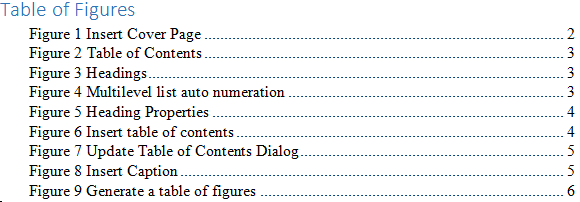 Table of Figures
Figure 1 Insert Cover Page ........................................................................ 2
Figure 2 Table of Contents ........................................................................ 3
Figure 3 Headings........................................................................ 3
Figure 4 Multilevel list auto numeration ........................................................................ 3
Figure 5 Heading Properties ........................................................................ 4
Figure 6 Insert table of contents ........................................................................ 4
Figure 7 Update Table of Contents Dialog........................................................................ 5
Figure 8 Insert Caption ........................................................................ 5
Figure 9 Generate a table of figures ........................................................................ 6